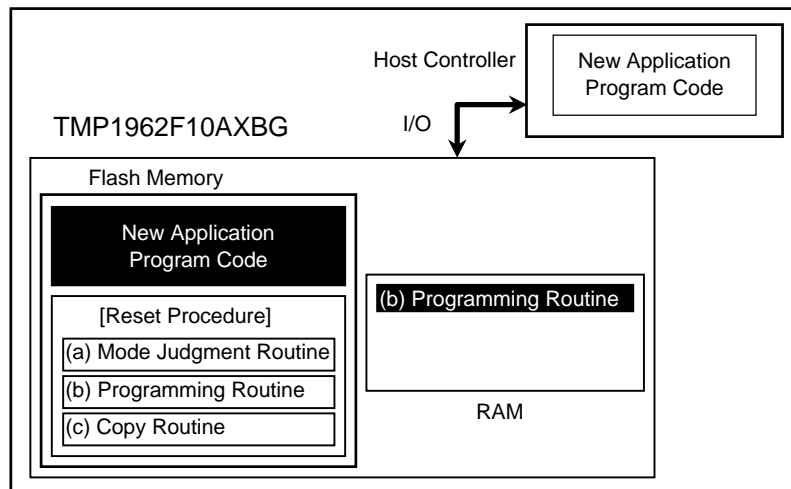 Host Controller
New Application
Program Code
I/O
TMP1962F10AXBG
Flash Memory
New Application
Program Code
[Reset Procedure]
(a) Mode Judgment Routine
(b) Programming Routine
(c) Copy Routine
(b) Programming Routine
RAM